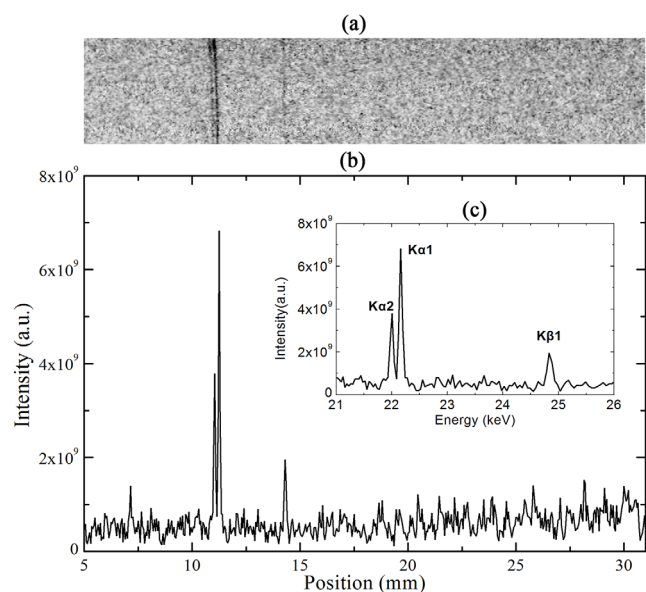 (a)
(b)
8x10⁹
6x10⁹
4x10⁹
2x10⁹
0
Intensity (a.u.)
5 10 15 20 25 30
Position (mm)
(c)
8x10⁹
6x10⁹
4x10⁹
2x10⁹
0
Intensity(a.u.)
Kα1
Kα2
Kβ1
21 22 23 24 25 26
Energy (keV)